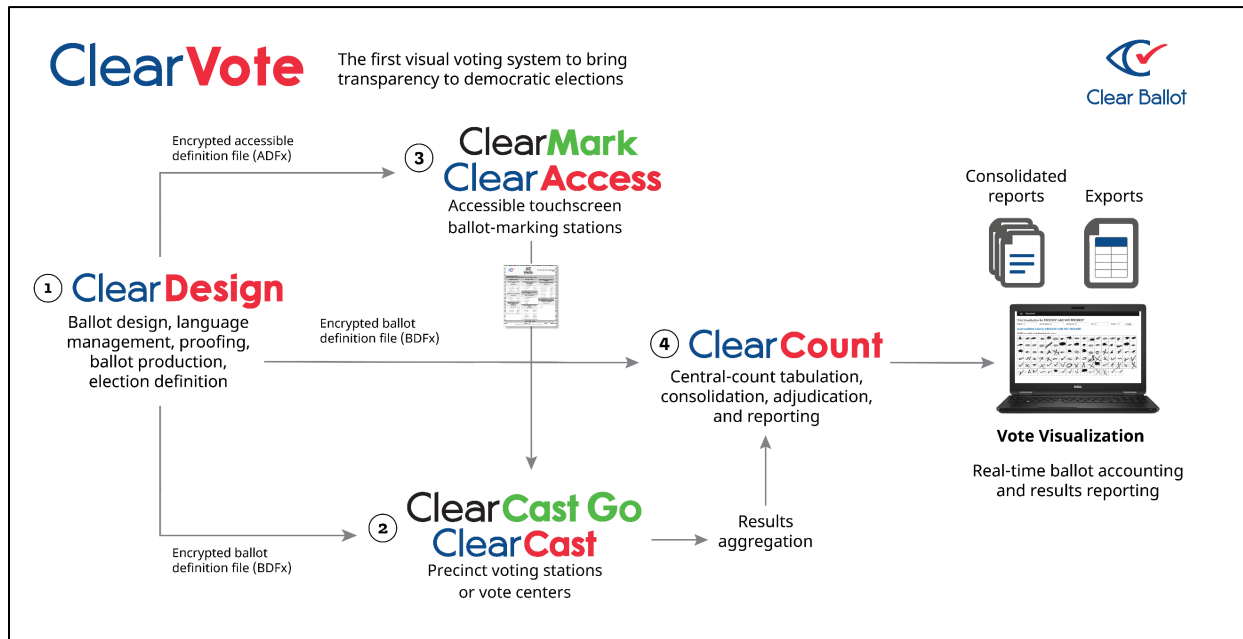 ClearVote
The first visual voting system to bring
transparency to democratic elections
Clear Ballot
Encrypted accessible
definition file (ADFx)
3
ClearMark
ClearAccess
Accessible touchscreen
ballot-marking stations
Consolidated
reports
Exports
1
ClearDesign
Ballot design, language
management, proofing,
ballot production,
election definition
Encrypted ballot
definition file (BDFx)
4
ClearCount
Central-count tabulation,
consolidation, adjudication,
and reporting
DELL
Vote Visualization
Real-time ballot accounting
and results reporting
2
ClearCast Go
ClearCast
Precinct voting stations
or vote centers
Results
aggregation
Encrypted ballot
definition file (BDFx)